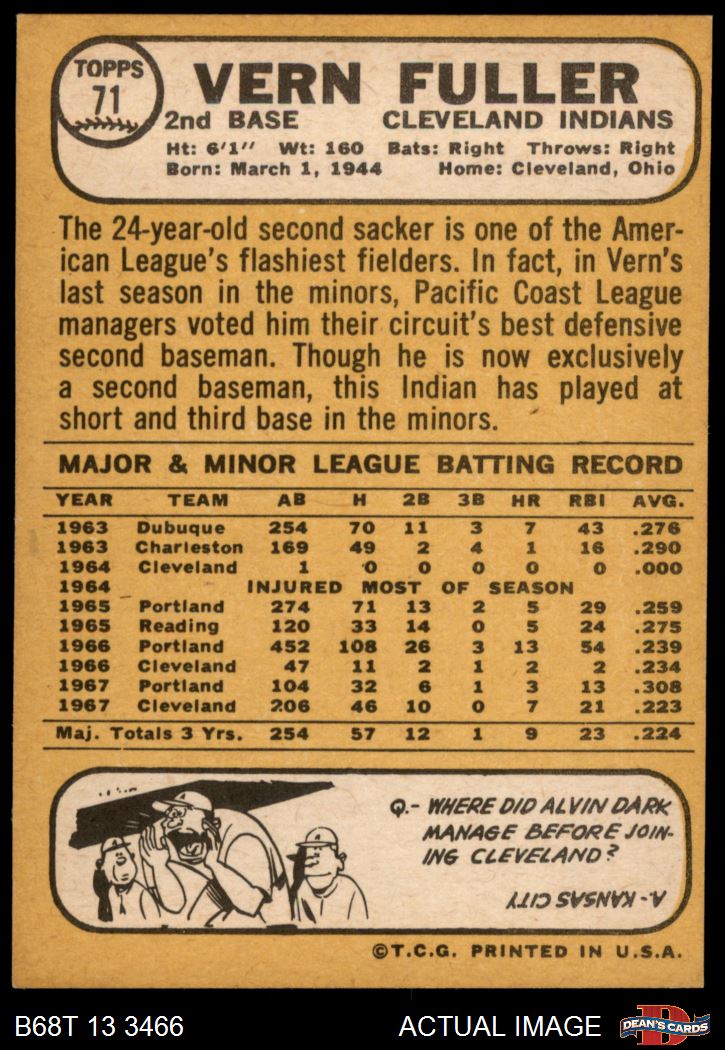 TOPPS
71
VERN FULLER
2nd BASE CLEVELAND INDIANS
Ht: 6'1" Wt: 160 Bats: Right Throws: Right
Born: March 1, 1944 Home: Cleveland, Ohio
The 24-year-old second sacker is one of the Amer-
ican League's flashiest fielders. In fact, in Vern's
last season in the minors, Pacific Coast League
managers voted him their circuit's best defensive
second baseman. Though he is now exclusively
a second baseman, this Indian has played at
short and third base in the minors.
MAJOR & MINOR LEAGUE BATTING RECORD
YEAR TEAM AB H 2B 3B HR RBI AVG.
1963 Dubuque 254 70 11 3 7 43 .276
1963 Charleston 169 49 2 4 1 16 .290
1964 Cleveland 1 0 0 0 0 0 .000
1964 INJURED MOST OF SEASON
1965 Portland 274 71 13 2 5 29 .259
1965 Reading 120 33 14 0 5 24 .275
1966 Portland 452 108 26 3 13 54 .239
1966 Cleveland 47 11 2 1 2 2 .234
1967 Portland 104 32 6 1 3 13 .308
1967 Cleveland 206 46 10 0 7 21 .223
Maj. Totals 3 Yrs. 254 57 12 1 9 23 .224
Q.- WHERE DID ALVIN DARK
MANAGE BEFORE JOIN-
ING CLEVELAND?
A- KANSAS CITY
©T.C.G. PRINTED IN U.S.A.
B68T 13 3466 ACTUAL IMAGE
D
DEAN'S CARDS